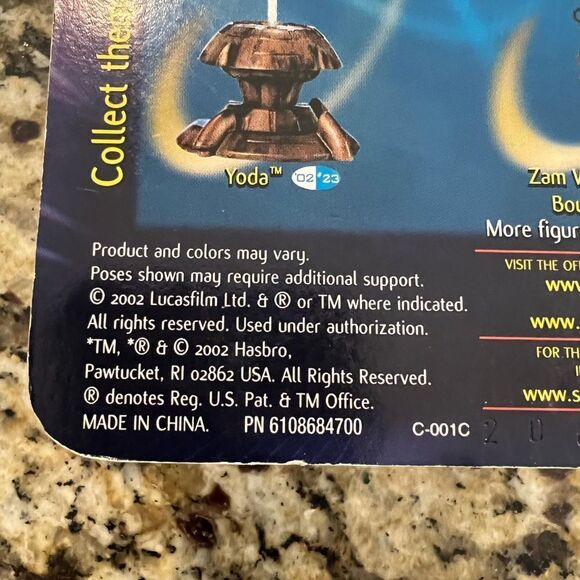 Collect the
Yoda™ '02 #23
Zam
Bou
More figur
Product and colors may vary.
Poses shown may require additional support.
© 2002 Lucasfilm Ltd. & ® or TM where indicated.
All rights reserved. Used under authorization.
*TM, *® & © 2002 Hasbro,
Pawtucket, RI 02862 USA. All Rights Reserved.
® denotes Reg. U.S. Pat. & TM Office.
MADE IN CHINA. PN 6108684700 C-001C 2 0
VISIT THE OF
www
www.
FOR TH
www.s